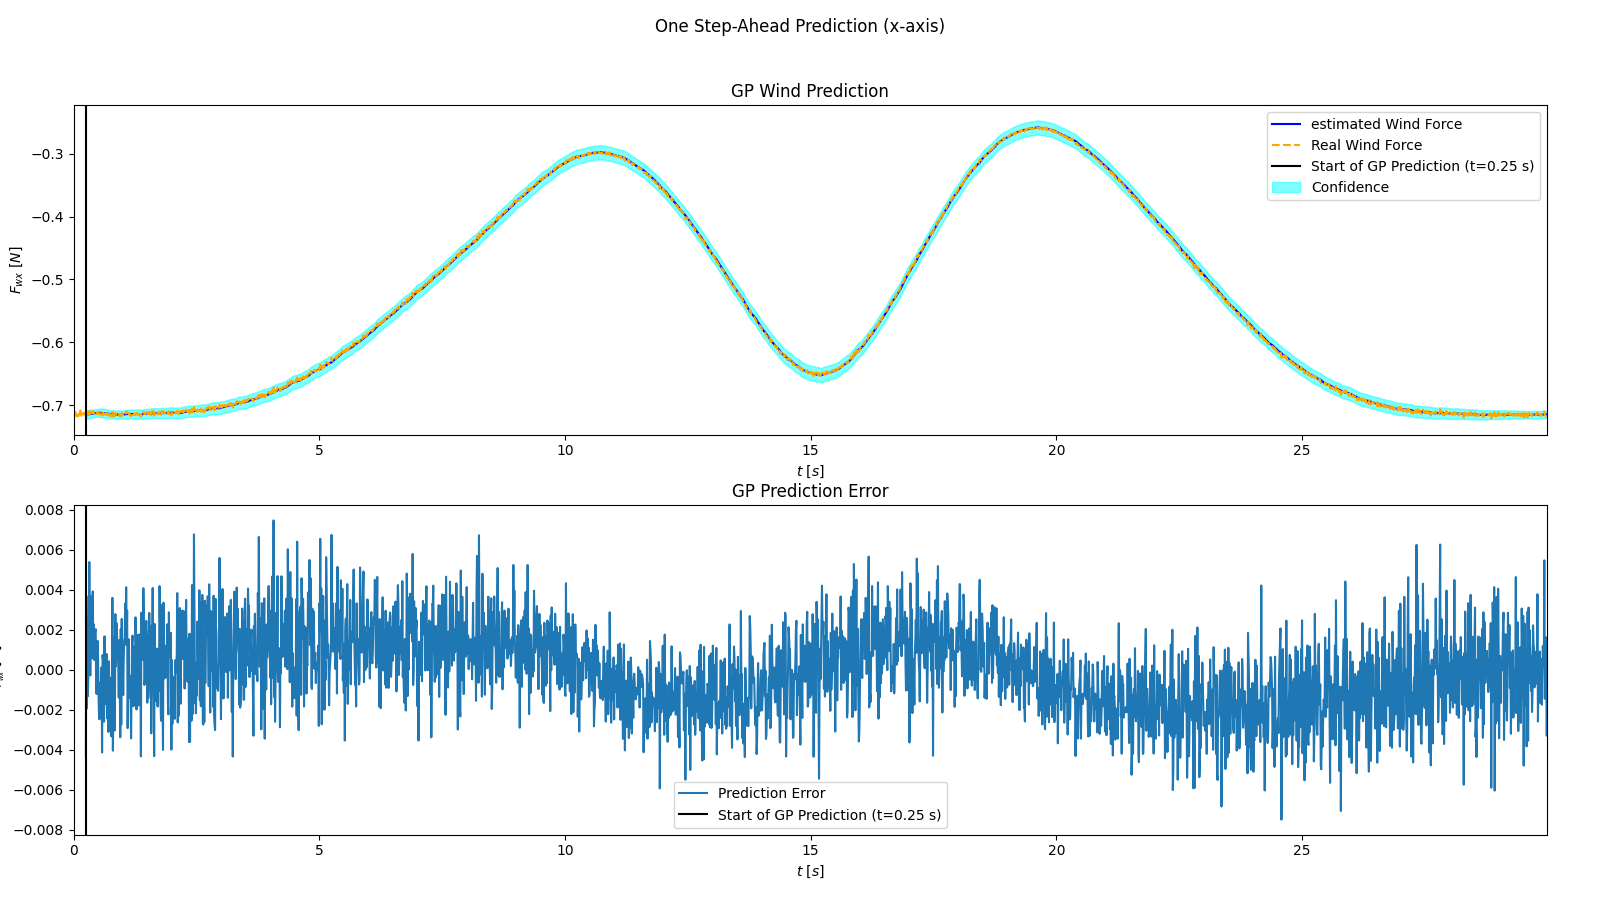 One Step-Ahead Prediction (x-axis)
GP Wind Prediction
estimated Wind Force
Real Wind Force
Start of GP Prediction (t=0.25 s)
Confidence
−0.3
−0.4
−0.5
−0.6
−0.7
F_wx [N]
0 5 10 15 20 25
t [s]
GP Prediction Error
0.008
0.006
0.004
0.002
0.000
−0.002
−0.004
−0.006
−0.008
Prediction Error
Start of GP Prediction (t=0.25 s)
0 5 10 15 20 25
t [s]